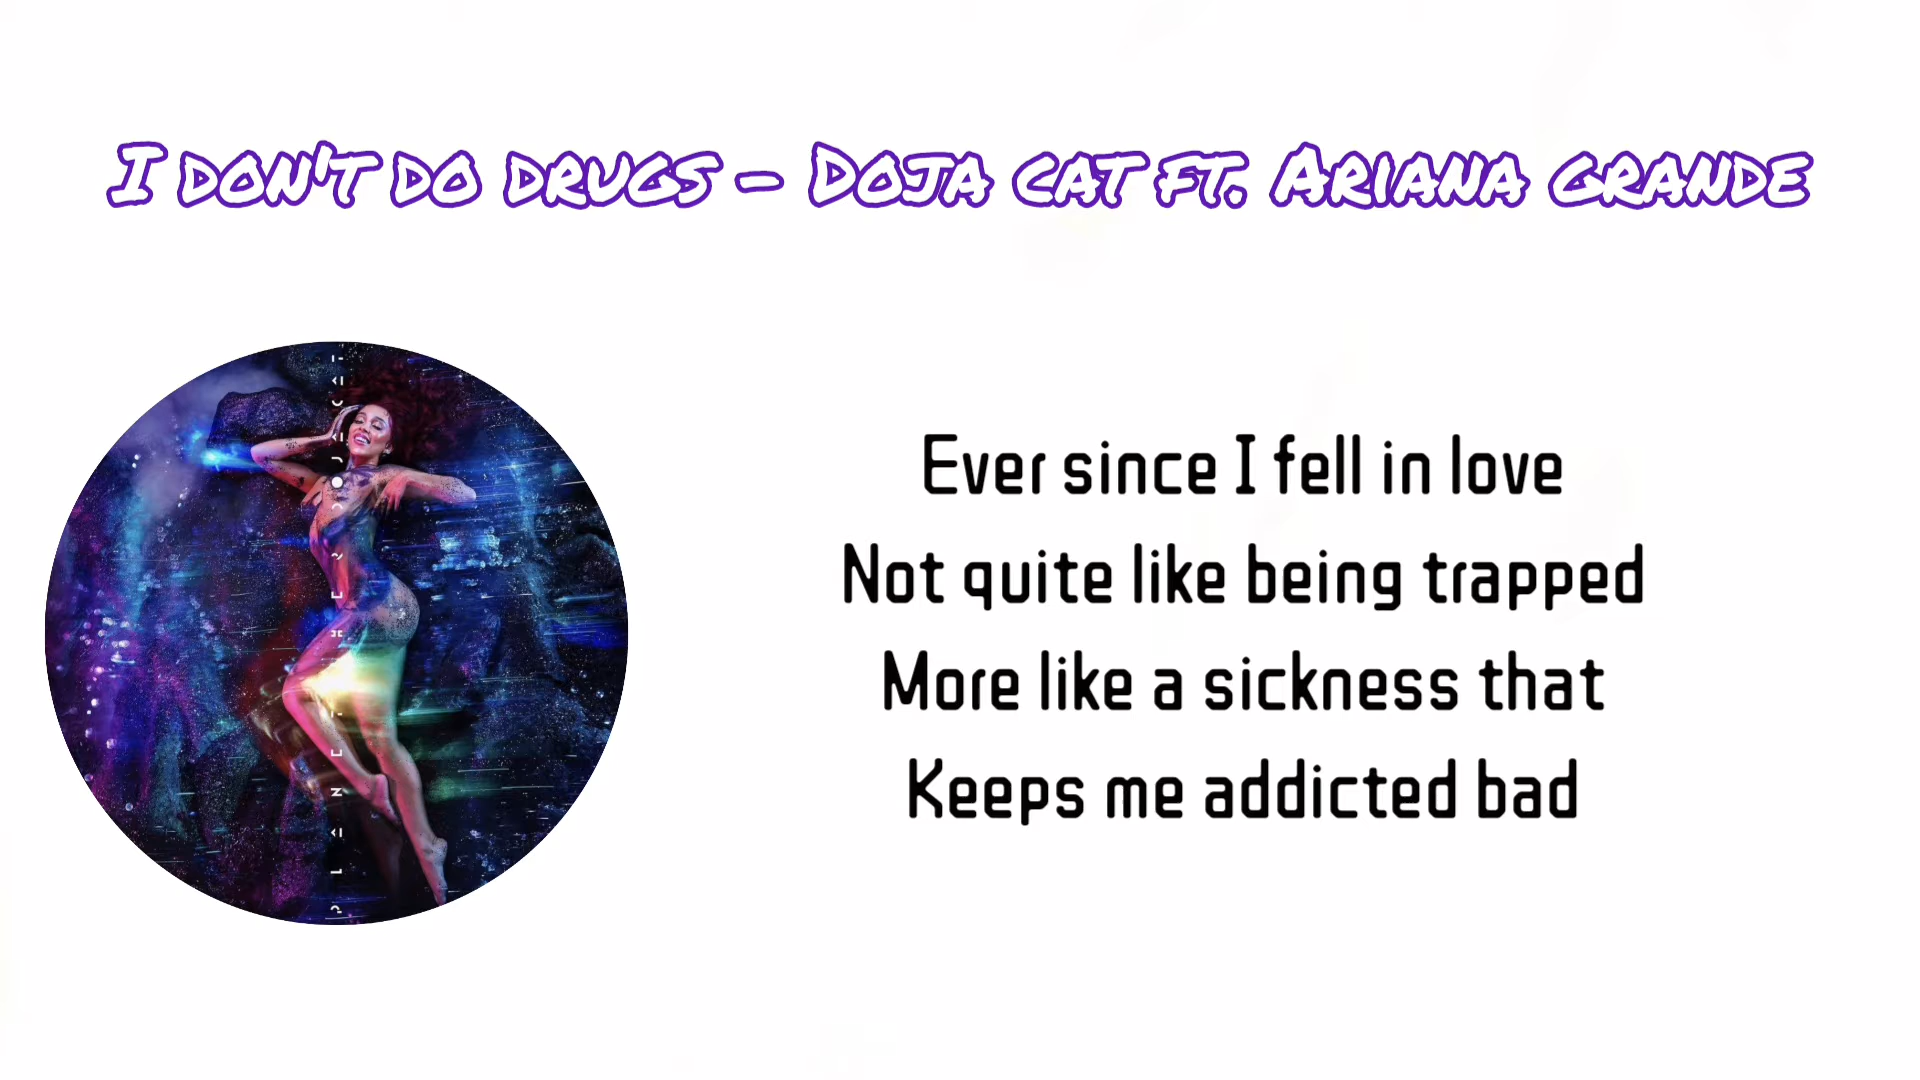 I don't do drugs - Doja cat ft. Ariana grande
Ever since I fell in love
Not quite like being trapped
More like a sickness that
Keeps me addicted bad